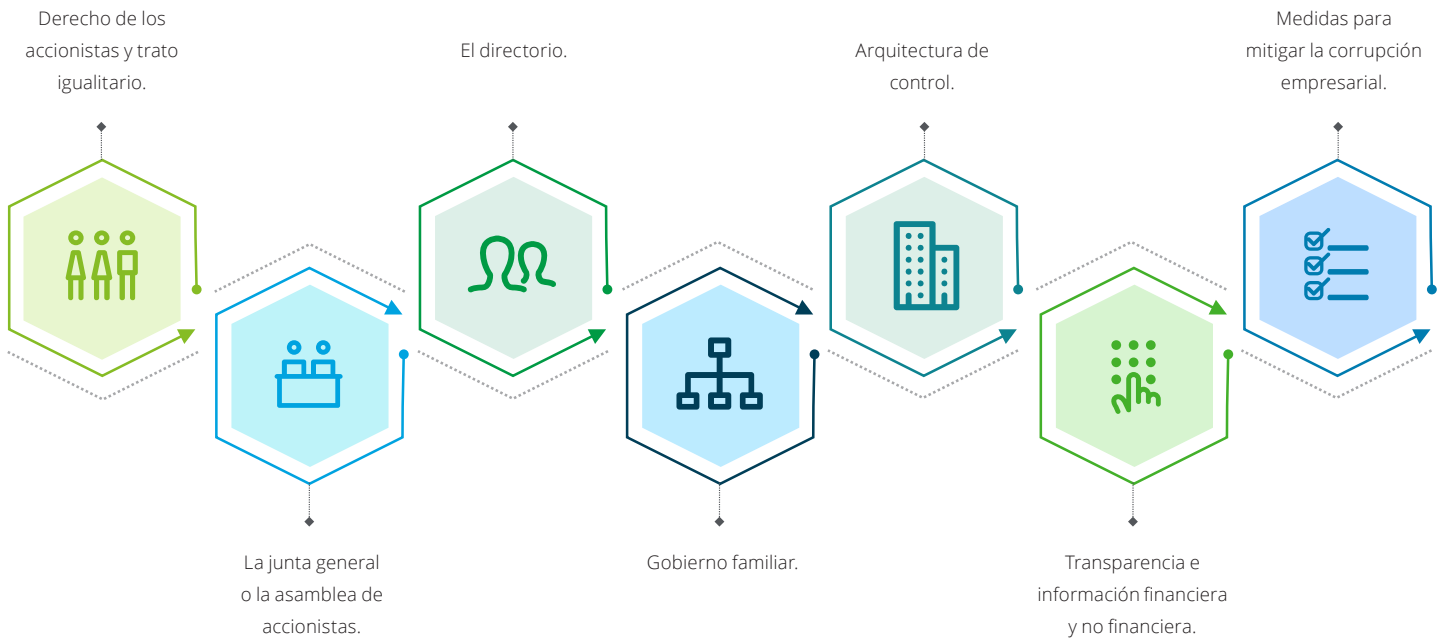 Derecho de los
accionistas y trato
igualitario.
La junta general
o la asamblea de
accionistas.
El directorio.
Gobierno familiar.
Arquitectura de
control.
Transparencia e
información financiera
y no financiera.
Medidas para
mitigar la corrupción
empresarial.